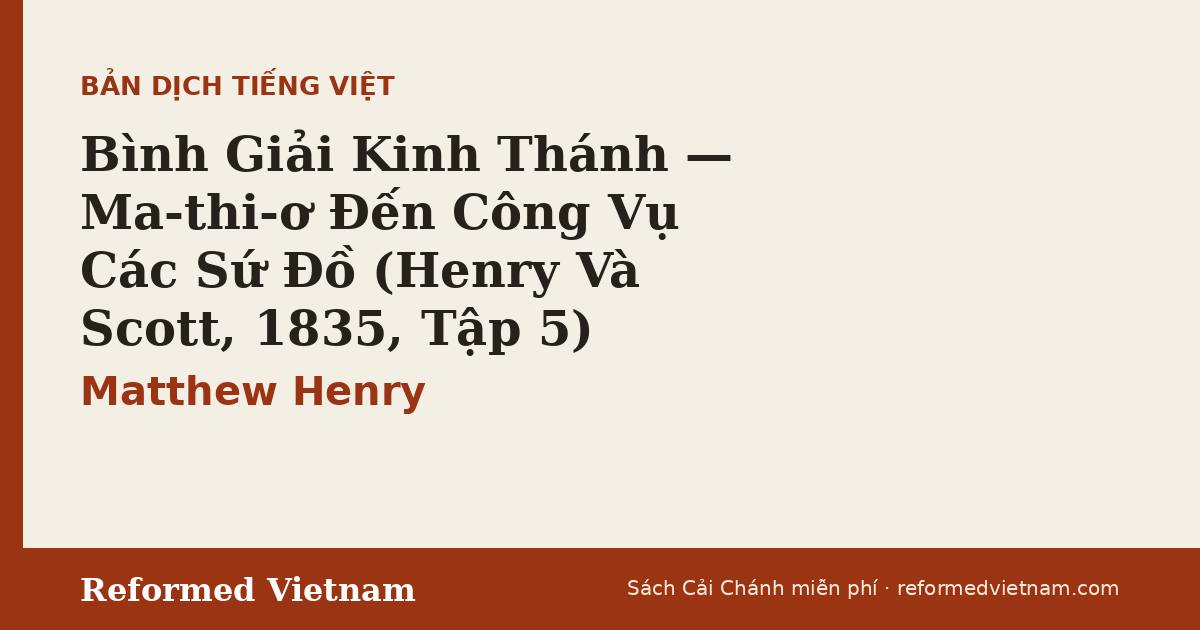 BẢN DỊCH TIẾNG VIỆT
Bình Giải Kinh Thánh —
Ma-thi-ơ Đến Công Vụ
Các Sứ Đồ (Henry Và
Scott, 1835, Tập 5)
Matthew Henry
Reformed Vietnam
Sách Cải Chánh miễn phí · reformedvietnam.com